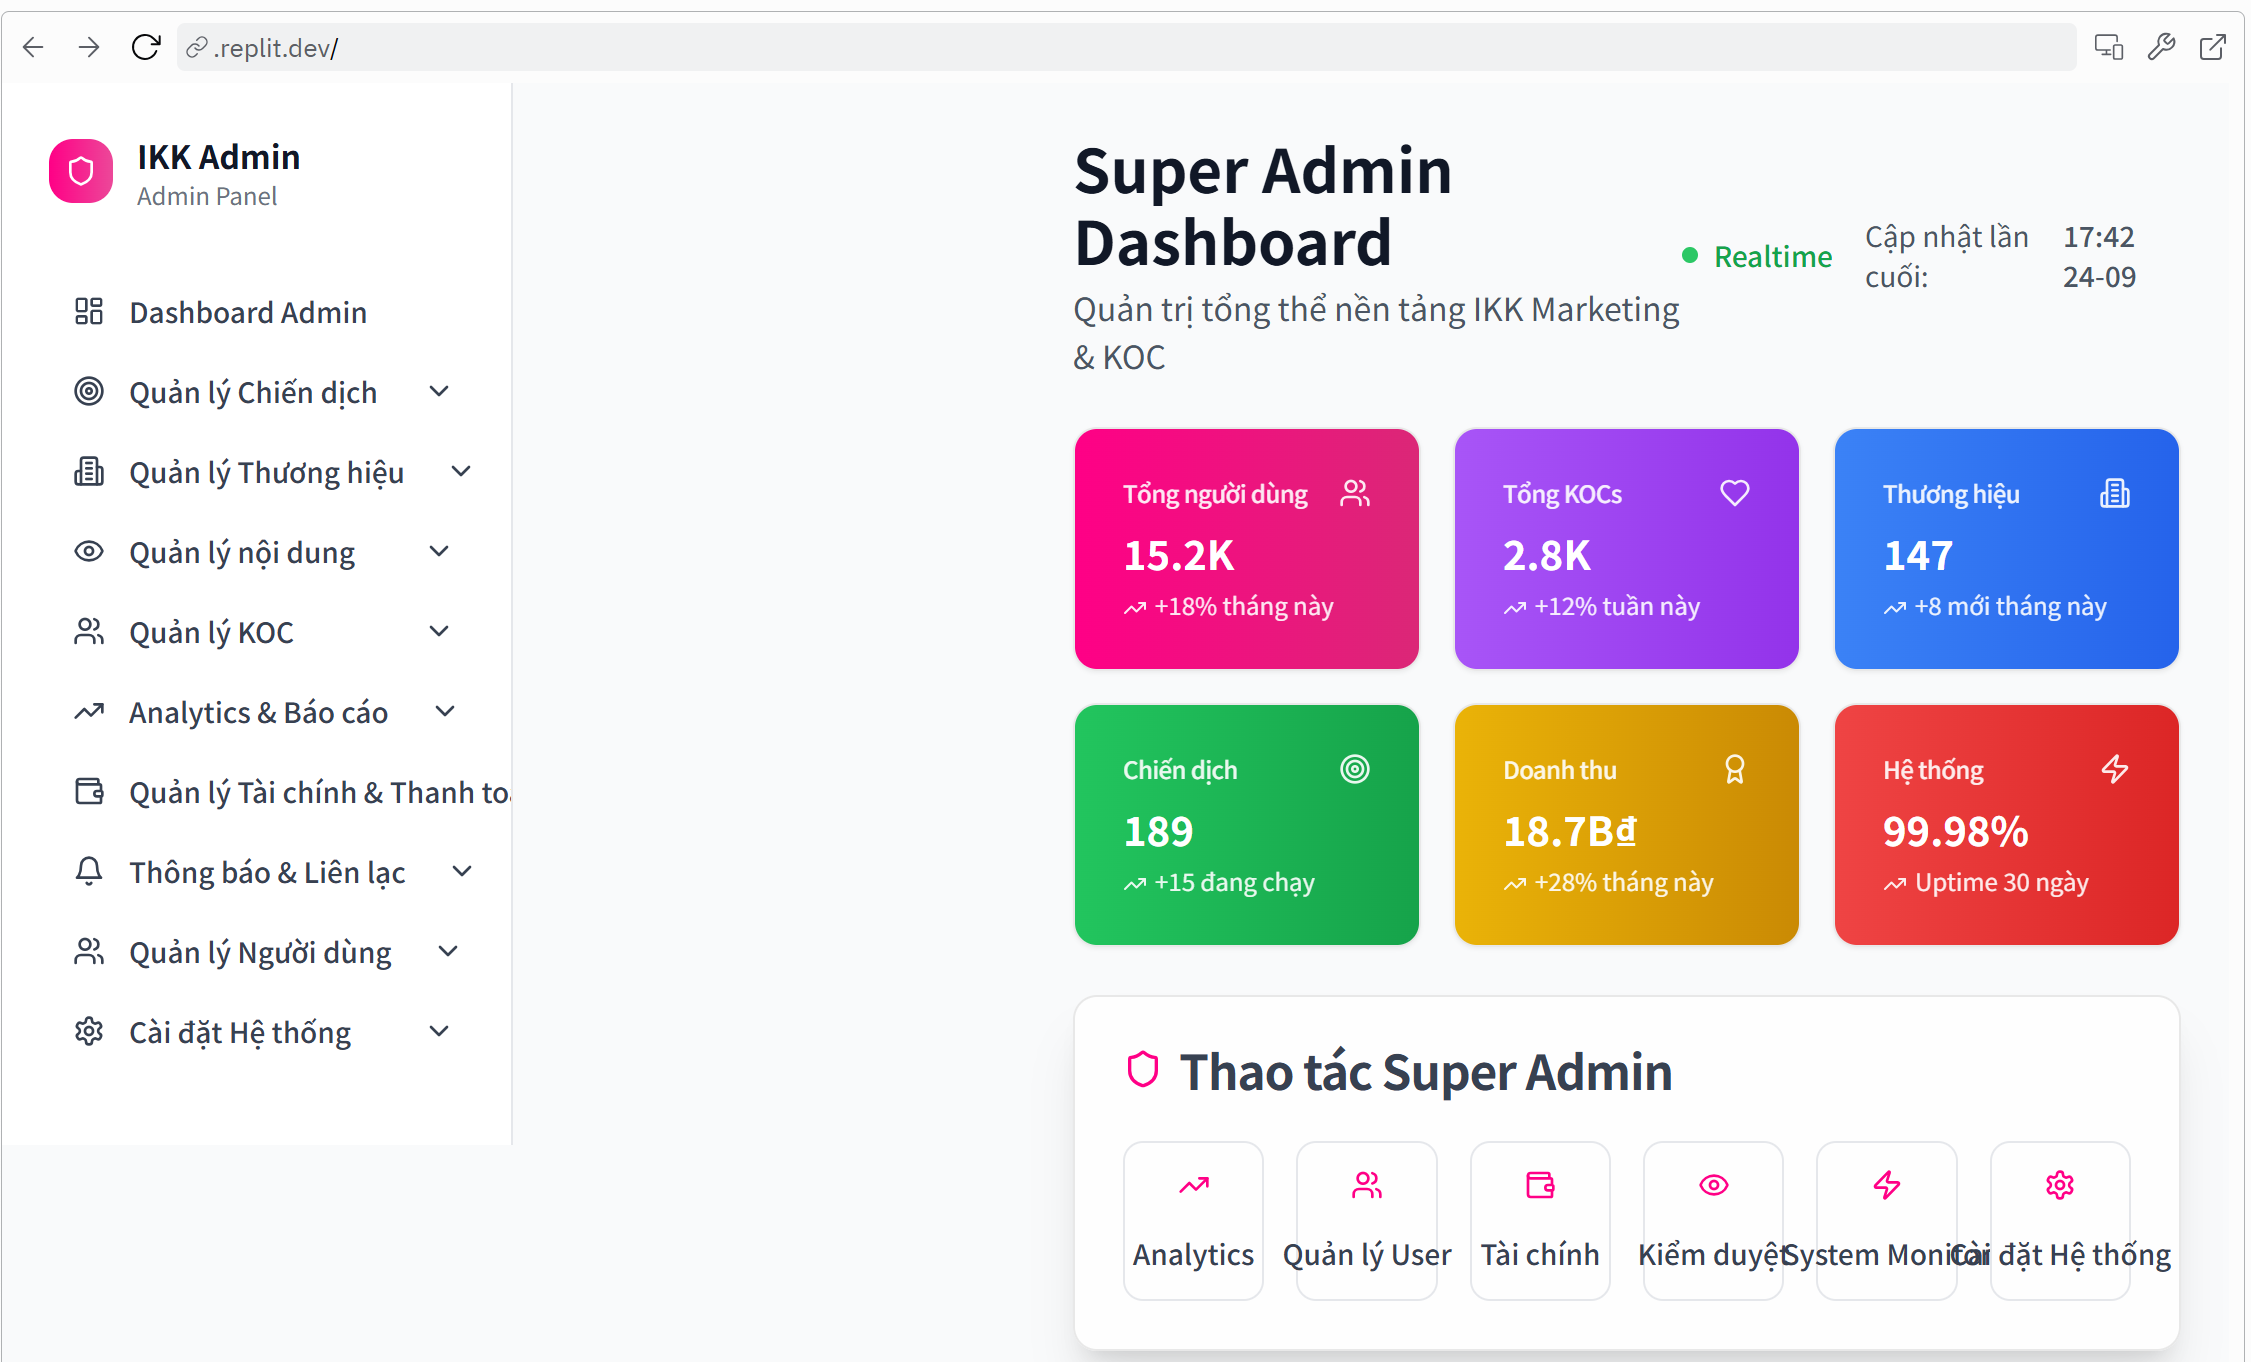 .replit.dev/
IKK Admin
Admin Panel
Dashboard Admin
Quản lý Chiến dịch
Quản lý Thương hiệu
Quản lý nội dung
Quản lý KOC
Analytics & Báo cáo
Quản lý Tài chính & Thanh
Thông báo & Liên lạc
Quản lý Người dùng
Cài đặt Hệ thống
Super Admin
Dashboard
Quản trị tổng thể nền tảng IKK Marketing
& KOC
Realtime
Cập nhật lần
cuối:
17:42
24-09
Tổng người dùng
15.2K
+18% tháng này
Tổng KOCs
2.8K
+12% tuần này
Thương hiệu
147
+8 mới tháng này
Chiến dịch
189
+15 đang chạy
Doanh thu
18.7B₫
+28% tháng này
Hệ thống
99.98%
Uptime 30 ngày
Thao tác Super Admin
Analytics
Quản lý User
Tài chính
Kiểm duyệt
System Monitor
Cài đặt Hệ thống